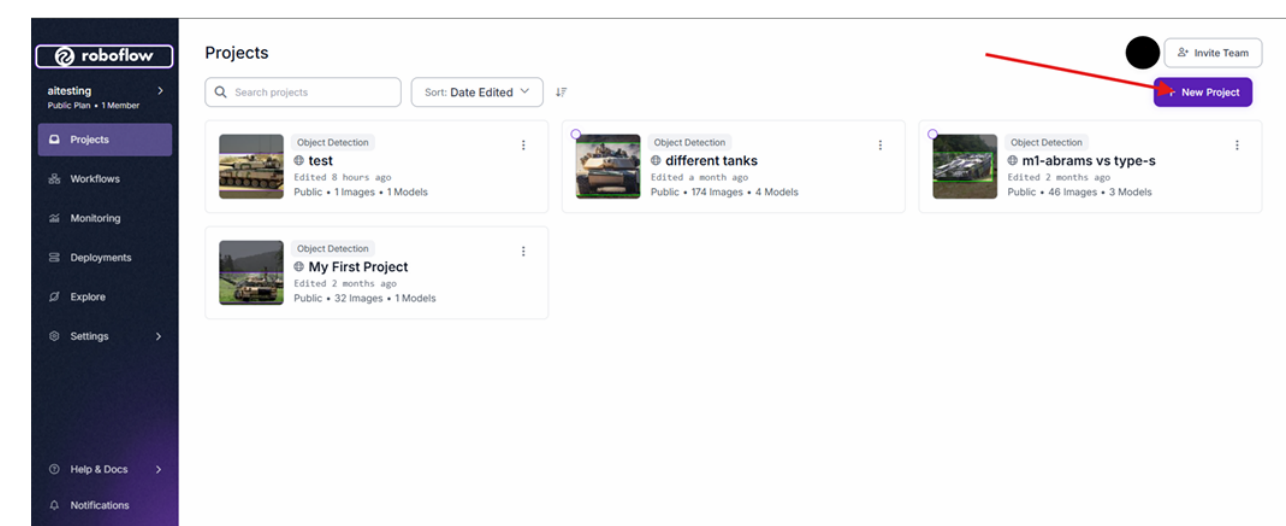 roboflow
aitesting
Public Plan • 1 Member
Projects
Workflows
Monitoring
Deployments
Explore
Settings
Help & Docs
Notifications
Projects
Invite Team
Search projects
Sort: Date Edited
+ New Project
Object Detection
test
Edited 8 hours ago
Public • 1 Images • 1 Models
Object Detection
different tanks
Edited a month ago
Public • 174 Images • 4 Models
Object Detection
m1-abrams vs type-s
Edited 2 months ago
Public • 46 Images • 3 Models
Object Detection
My First Project
Edited 2 months ago
Public • 32 Images • 1 Models